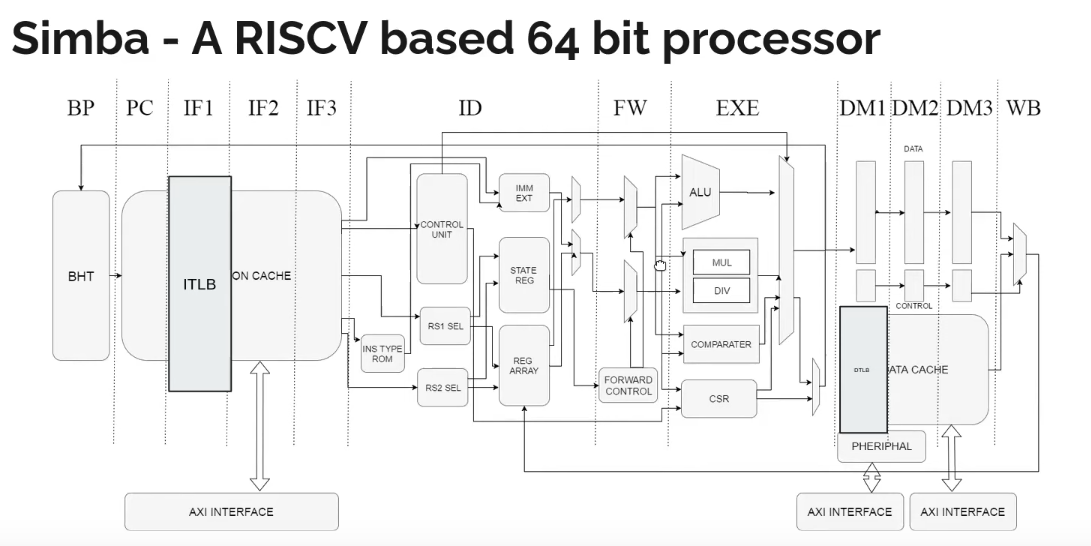 Simba - A RISCV based 64 bit processor
BP PC IF1 IF2 IF3 ID FW EXE DM1 DM2 DM3 WB
DATA
BHT
ITLB
ON CACHE
CONTROL
UNIT
IMM
EXT
STATE
REG
RS1 SEL
INS TYPE
ROM
RS2 SEL
REG
ARRAY
FORWARD
CONTROL
ALU
MUL
DIV
COMPARATER
CSR
CONTROL
DTLB
ATA CACHE
PHERIPHAL
AXI INTERFACE
AXI INTERFACE
AXI INTERFACE